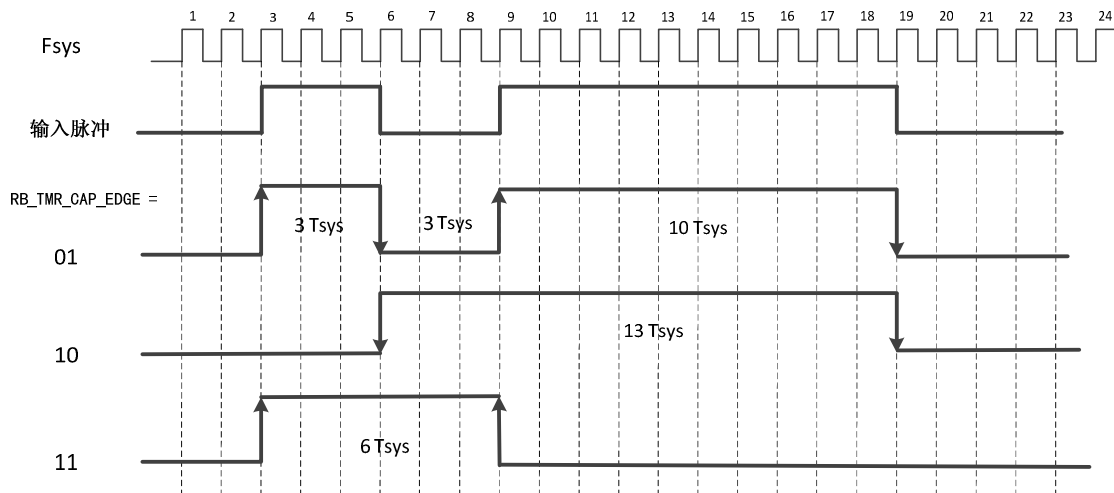 1 2 3 4 5 6 7 8 9 10 11 12 13 14 15 16 17 18 19 20 21 22 23 24
Fsys
输入脉冲
RB_TMR_CAP_EDGE =
3 Tsys 3 Tsys 10 Tsys
01
13 Tsys
10
6 Tsys
11